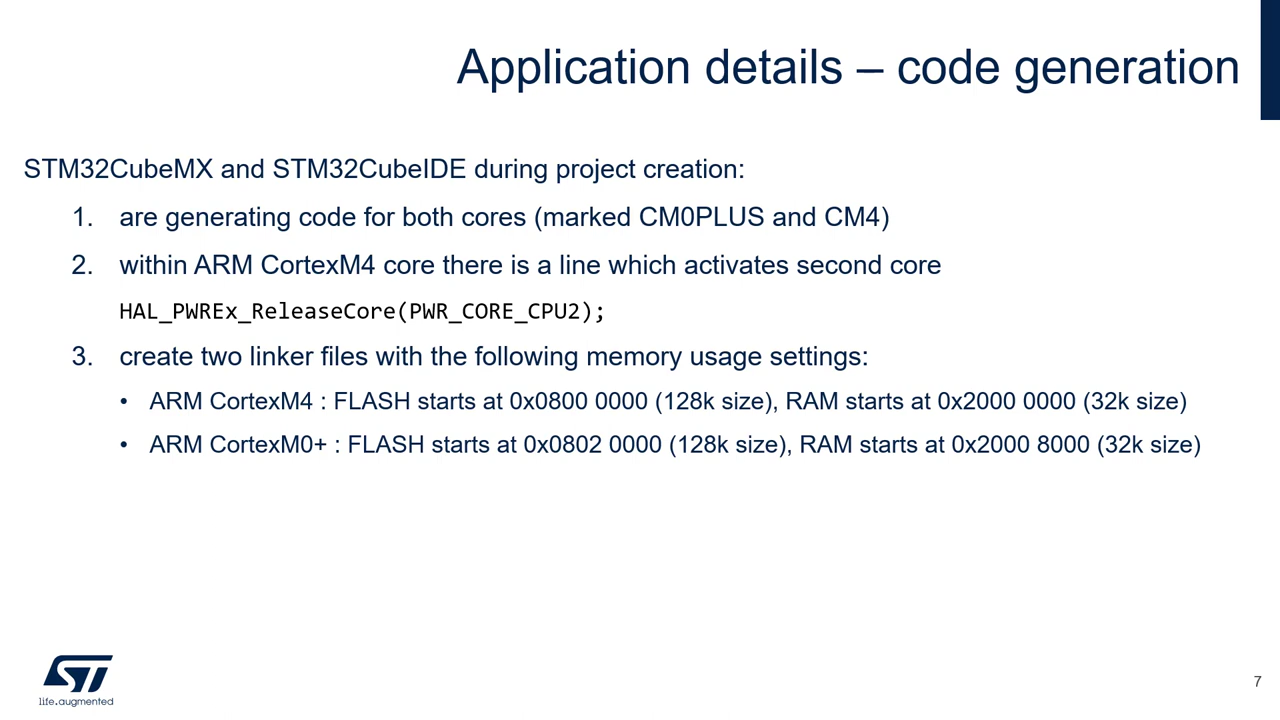 Application details – code generation
STM32CubeMX and STM32CubeIDE during project creation:
1. are generating code for both cores (marked CM0PLUS and CM4)
2. within ARM CortexM4 core there is a line which activates second core
HAL_PWREx_ReleaseCore(PWR_CORE_CPU2);
3. create two linker files with the following memory usage settings:
• ARM CortexM4 : FLASH starts at 0x0800 0000 (128k size), RAM starts at 0x2000 0000 (32k size)
• ARM CortexM0+ : FLASH starts at 0x0802 0000 (128k size), RAM starts at 0x2000 8000 (32k size)
ST
life.augmented
7